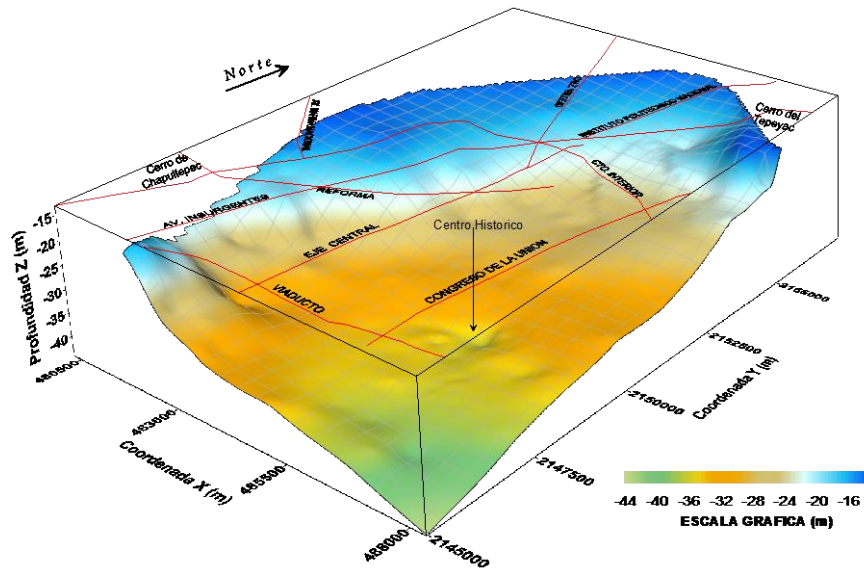 Norte
Cerro de
Chapultepec
AV. INSURGENTES
REFORMA
EJE CENTRAL
VIADUCTO
CONGRESO DE LA UNION
Centro Historico
CTO. INTERIOR
INSTITUTO POLITECNICO NACIONAL
Cerro del
Tepeyac
Profundidad Z (m)
-15
-20
-25
-30
-35
-40
480500
483000
485500
488000
Coordenada X (m)
2145000
2147500
2150000
2152500
2155000
Coordenada Y (m)
-44 -40 -36 -32 -28 -24 -20 -16
ESCALA GRAFICA (m)